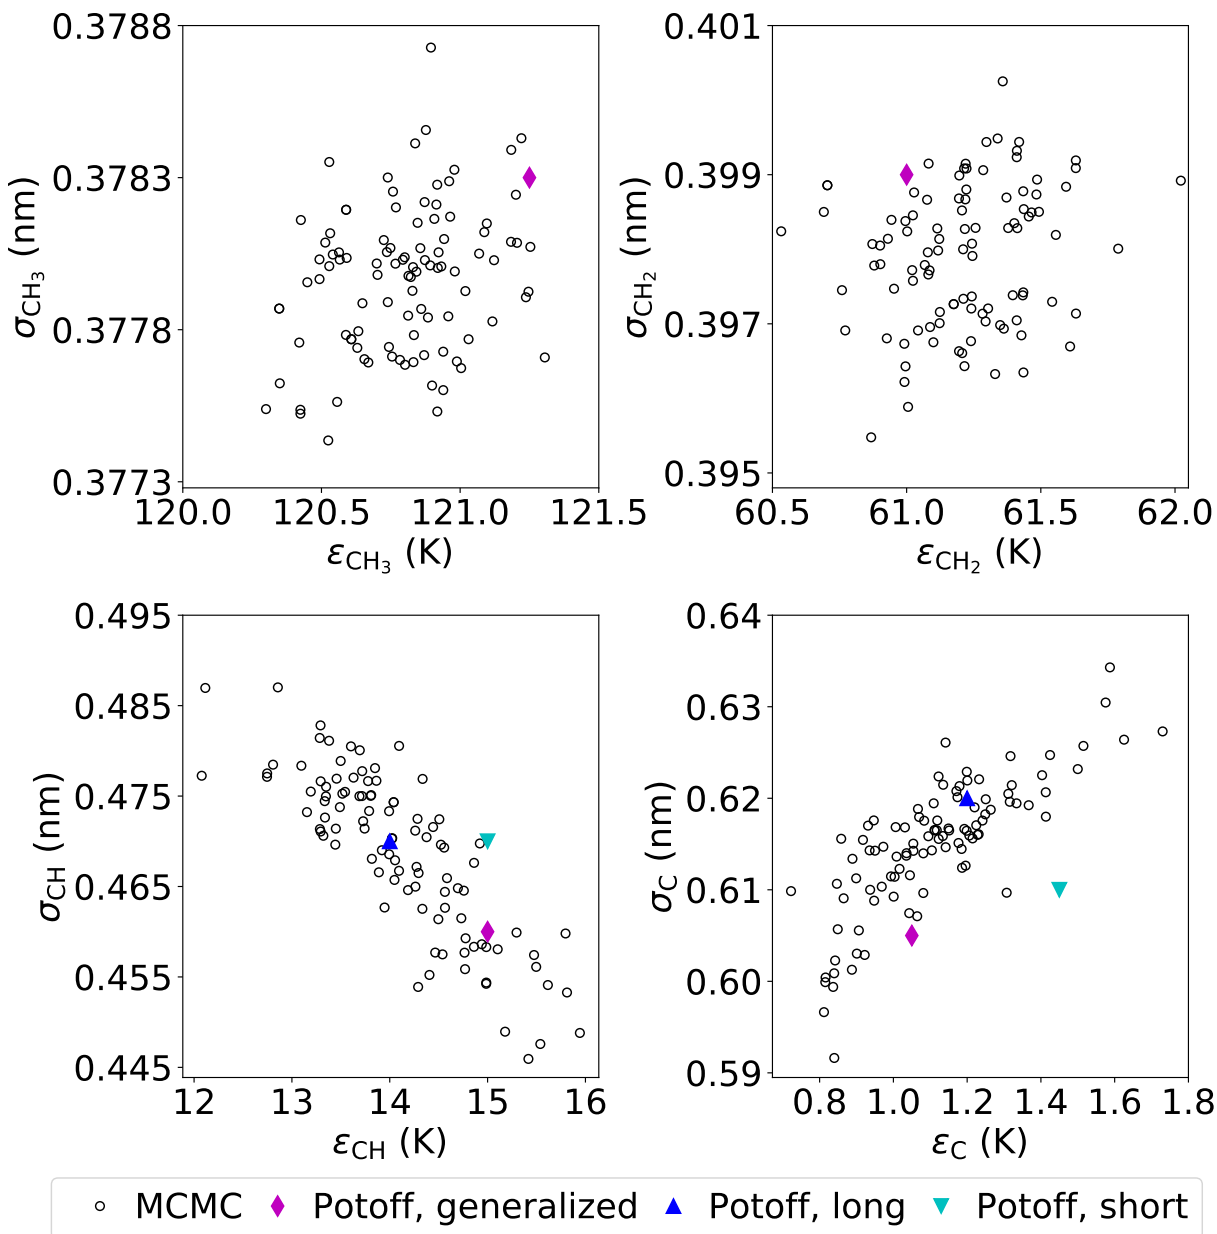 0.3788
0.3783
0.3778
0.3773
σCH3 (nm)
120.0 120.5 121.0 121.5
εCH3 (K)
0.401
0.399
0.397
0.395
σCH2 (nm)
60.5 61.0 61.5 62.0
εCH2 (K)
0.495
0.485
0.475
0.465
0.455
0.445
σCH (nm)
12 13 14 15 16
εCH (K)
0.64
0.63
0.62
0.61
0.60
0.59
σC (nm)
0.8 1.0 1.2 1.4 1.6 1.8
εC (K)
MCMC Potoff, generalized Potoff, long Potoff, short